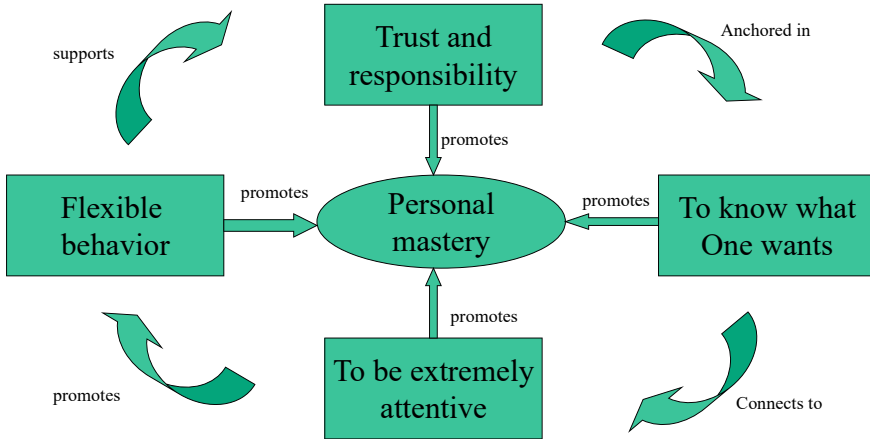 supports
Trust and
responsibility
Anchored in
promotes
Flexible
behavior
promotes
Personal
mastery
promotes
To know what
One wants
promotes
promotes
To be extremely
attentive
Connects to